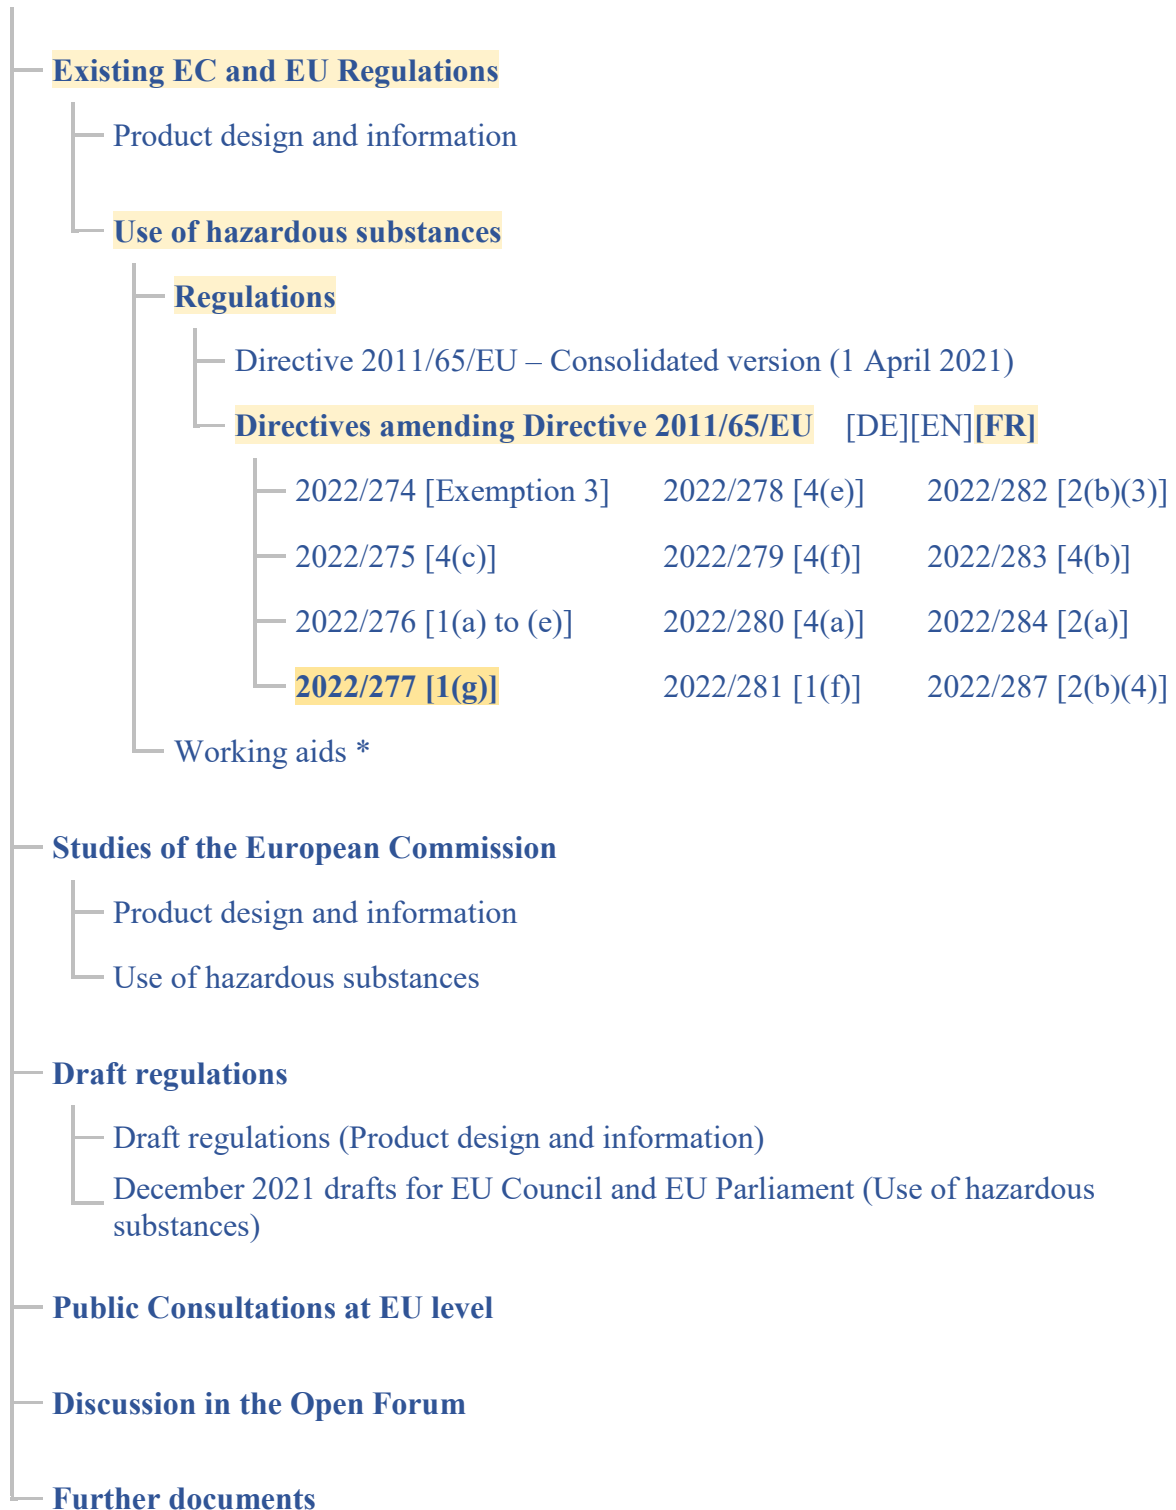 Existing EC and EU Regulations
Product design and information
Use of hazardous substances
Regulations
Directive 2011/65/EU – Consolidated version (1 April 2021)
Directives amending Directive 2011/65/EU [DE][EN][FR]
2022/274 [Exemption 3] 2022/278 [4(e)] 2022/282 [2(b)(3)]
2022/275 [4(c)] 2022/279 [4(f)] 2022/283 [4(b)]
2022/276 [1(a) to (e)] 2022/280 [4(a)] 2022/284 [2(a)]
2022/277 [1(g)] 2022/281 [1(f)] 2022/287 [2(b)(4)]
Working aids *
Studies of the European Commission
Product design and information
Use of hazardous substances
Draft regulations
Draft regulations (Product design and information)
December 2021 drafts for EU Council and EU Parliament (Use of hazardous
substances)
Public Consultations at EU level
Discussion in the Open Forum
Further documents